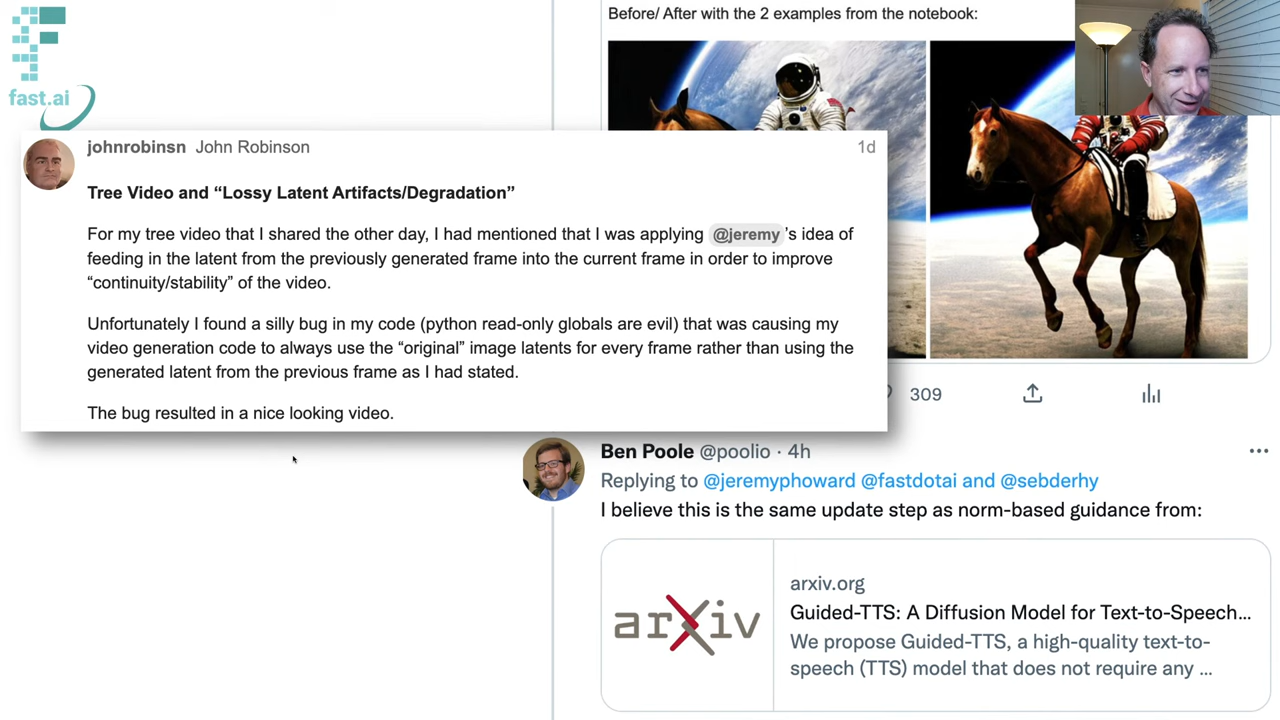 fast.ai
johnrobinsn John Robinson 1d
Tree Video and “Lossy Latent Artifacts/Degradation”
For my tree video that I shared the other day, I had mentioned that I was applying @jeremy’s idea of
feeding in the latent from the previously generated frame into the current frame in order to improve
“continuity/stability” of the video.
Unfortunately I found a silly bug in my code (python read-only globals are evil) that was causing my
video generation code to always use the “original” image latents for every frame rather than using the
generated latent from the previous frame as I had stated.
The bug resulted in a nice looking video.
Before/ After with the 2 examples from the notebook:
309
Ben Poole @poolio · 4h
Replying to @jeremyphoward @fastdotai and @sebderhy
I believe this is the same update step as norm-based guidance from:
arXiv
arxiv.org
Guided-TTS: A Diffusion Model for Text-to-Speech...
We propose Guided-TTS, a high-quality text-to-
speech (TTS) model that does not require any ...